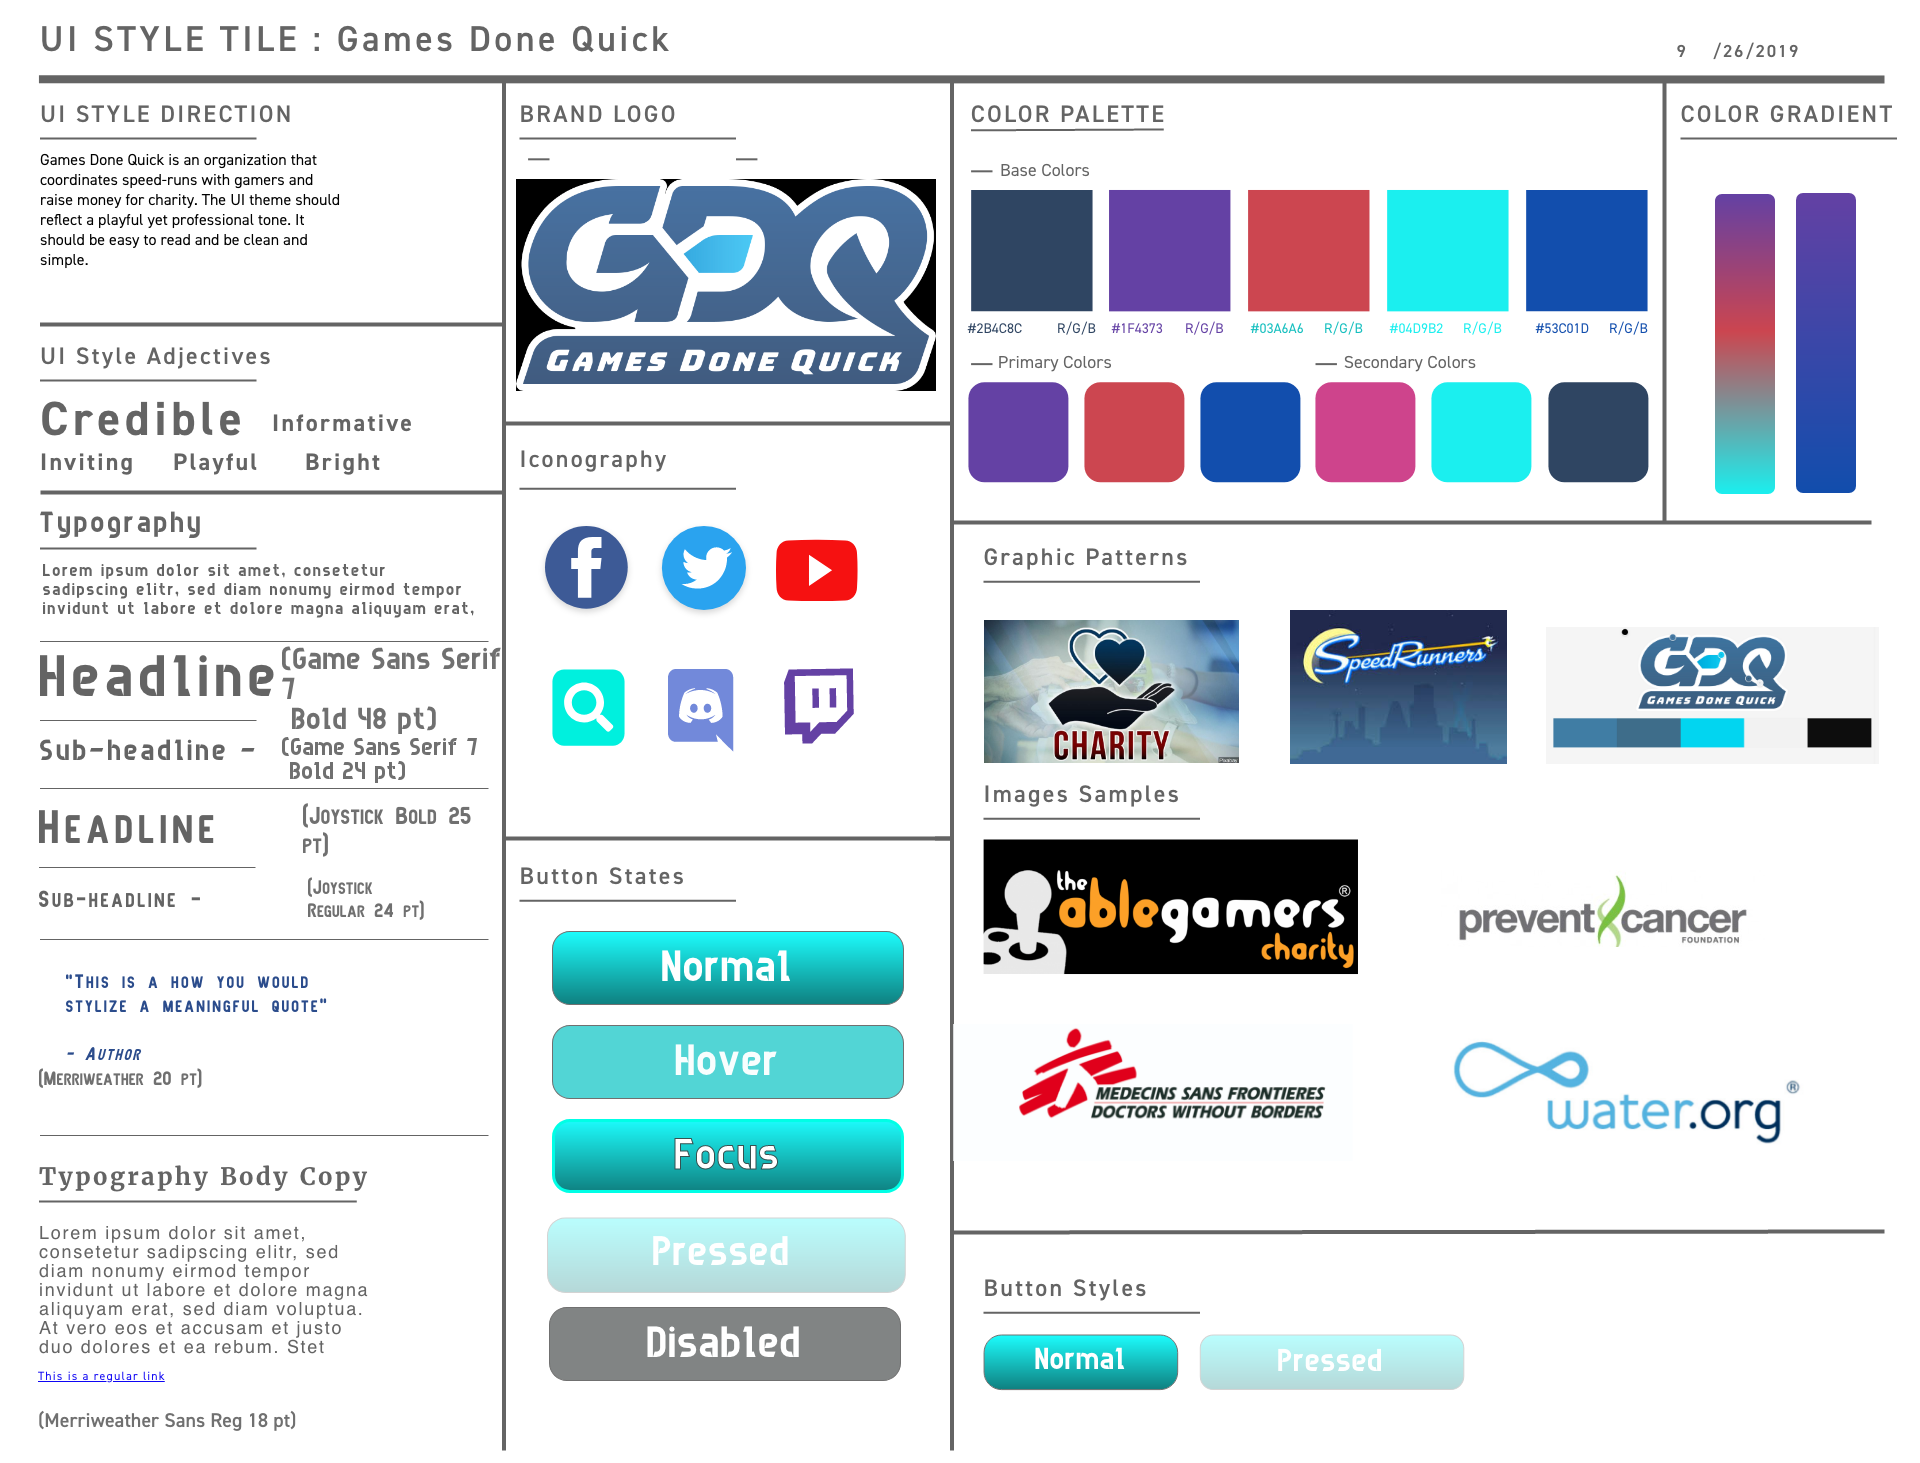 UI STYLE TILE : Games Done Quick
9 /26/2019
UI STYLE DIRECTION
Games Done Quick is an organization that
coordinates speed-runs with gamers and
raise money for charity. The UI theme should
reflect a playful yet professional tone. It
should be easy to read and be clean and
simple.
UI Style Adjectives
Credible Informative
Inviting Playful Bright
Typography
Lorem ipsum dolor sit amet, consetetur
sadipscing elitr, sed diam nonumy eirmod tempor
invidunt ut labore et dolore magna aliquyam erat,
Headline
(Game Sans Serif
7
Bold 48 pt)
Sub-headline -
(Game Sans Serif 7
Bold 24 pt)
HEADLINE
(JOYSTICK BOLD 25
PT)
SUB-HEADLINE -
(JOYSTICK
REGULAR 24 PT)
"THIS IS A HOW YOU WOULD
STYLIZE A MEANINGFUL QUOTE"
- AUTHOR
(MERRIWEATHER 20 PT)
Typography Body Copy
Lorem ipsum dolor sit amet,
consetetur sadipscing elitr, sed
diam nonumy eirmod tempor
invidunt ut labore et dolore magna
aliquyam erat, sed diam voluptua.
At vero eos et accusam et justo
duo dolores et ea rebum. Stet
This is a regular link
(Merriweather Sans Reg 18 pt)
BRAND LOGO
GDQ
GAMES DONE QUICK
Iconography
Button States
Normal
Hover
Focus
Pressed
Disabled
COLOR PALETTE
Base Colors
#2B4C8C R/G/B #1F4373 R/G/B #03A6A6 R/G/B #04D9B2 R/G/B #53C01D R/G/B
Primary Colors
Secondary Colors
COLOR GRADIENT
Graphic Patterns
CHARITY
Pixabay
SpeedRunners
GDQ
GAMES DONE QUICK
Images Samples
the
ablegamers®
charity
prevent cancer
FOUNDATION
MEDECINS SANS FRONTIERES
DOCTORS WITHOUT BORDERS
water.org®
Button Styles
Normal
Pressed